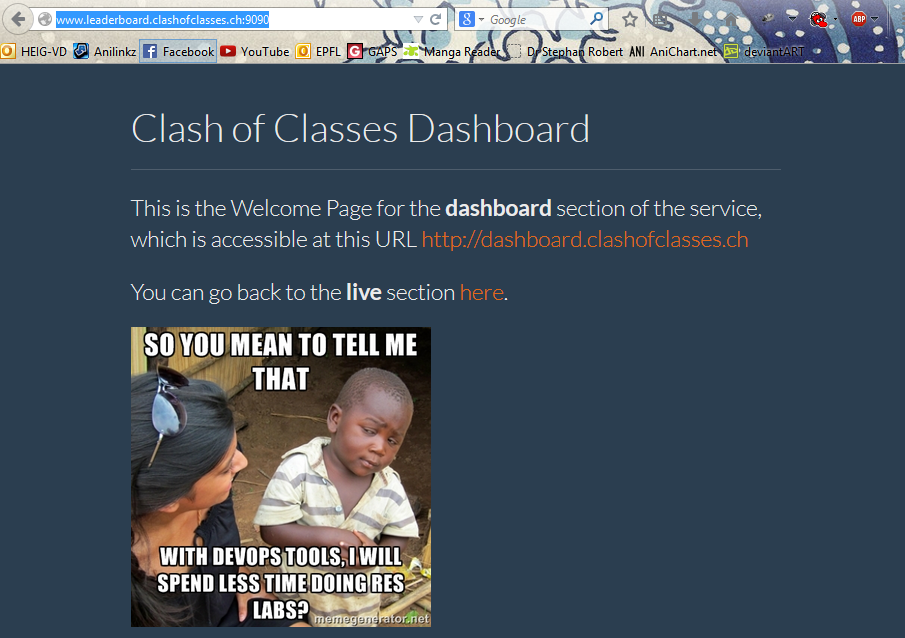 www.leaderboard.clashofclasses.ch:9090
Google
HEIG-VD Anilinkz Facebook YouTube EPFL GAPS Manga Reader Dr Stephan Robert ANI AniChart.net deviantART
Clash of Classes Dashboard
This is the Welcome Page for the dashboard section of the service,
which is accessible at this URL http://dashboard.clashofclasses.ch
You can go back to the live section here.
SO YOU MEAN TO TELL ME
THAT
WITH DEVOPS TOOLS, I WILL
SPEND LESS TIME DOING RES
LABS?
memegenerator.net